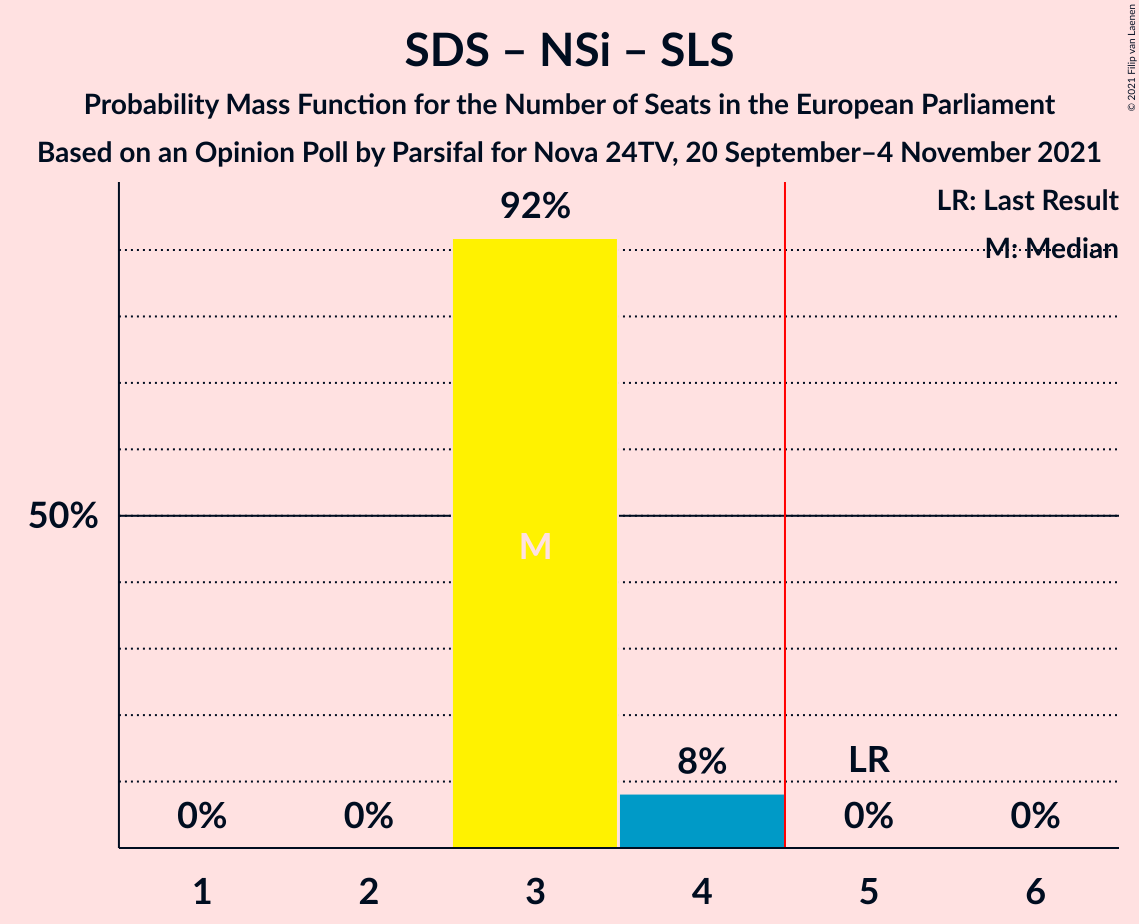 SDS – NSi – SLS
Probability Mass Function for the Number of Seats in the European Parliament
Based on an Opinion Poll by Parsifal for Nova 24TV, 20 September–4 November 2021
© 2021 Filip van Laenen
LR: Last Result
M: Median
92%
50%
M
8%
LR
0%
0%
0%
0%
1
2
3
4
5
6